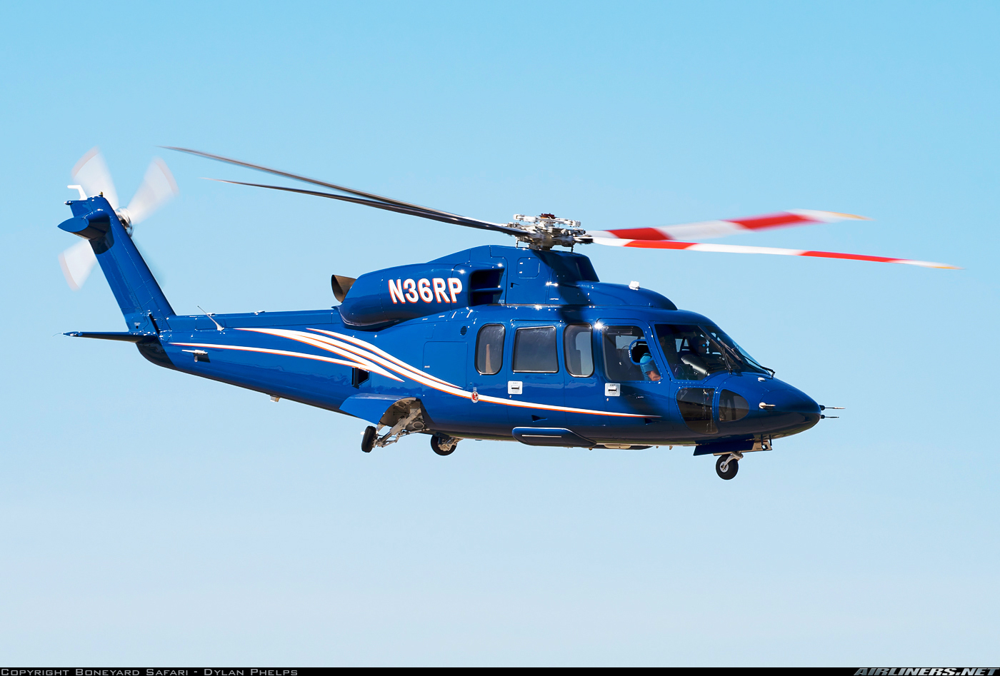 N36RP
Copyright Boneyard Safari - Dylan Phelps
AIRLINERS.NET